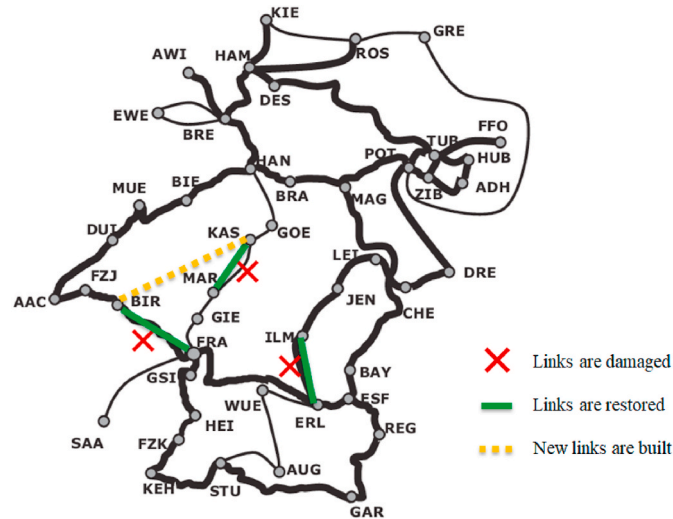 KIE
GRE
ROS
AWI
HAM
DES
EWE
BRE
FFO
TUB
HUB
POT
ADH
ZIB
HAN
BIE
BRA
MAG
MUE
DUI
KAS
GOE
LEI
DRE
FZJ
MAR
JEN
CHE
AAC
BIR
GIE
ILM
FRA
GSI
BAY
WUE
ESF
ERL
SAA
HEI
REG
FZK
KEH
STU
AUG
GAR
Links are damaged
Links are restored
New links are built